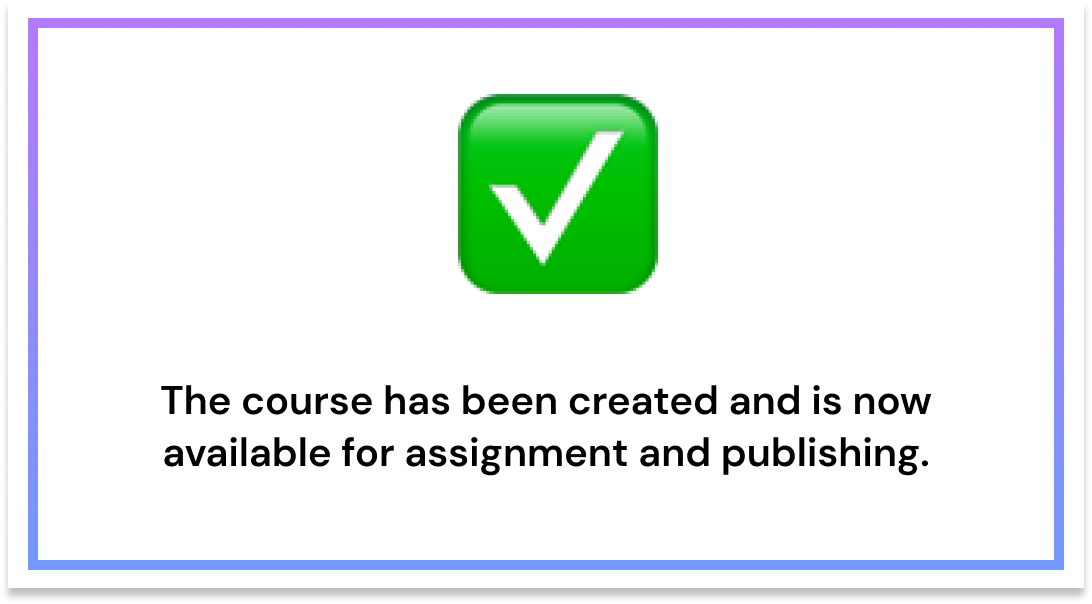 The course has been created and is now
available for assignment and publishing.